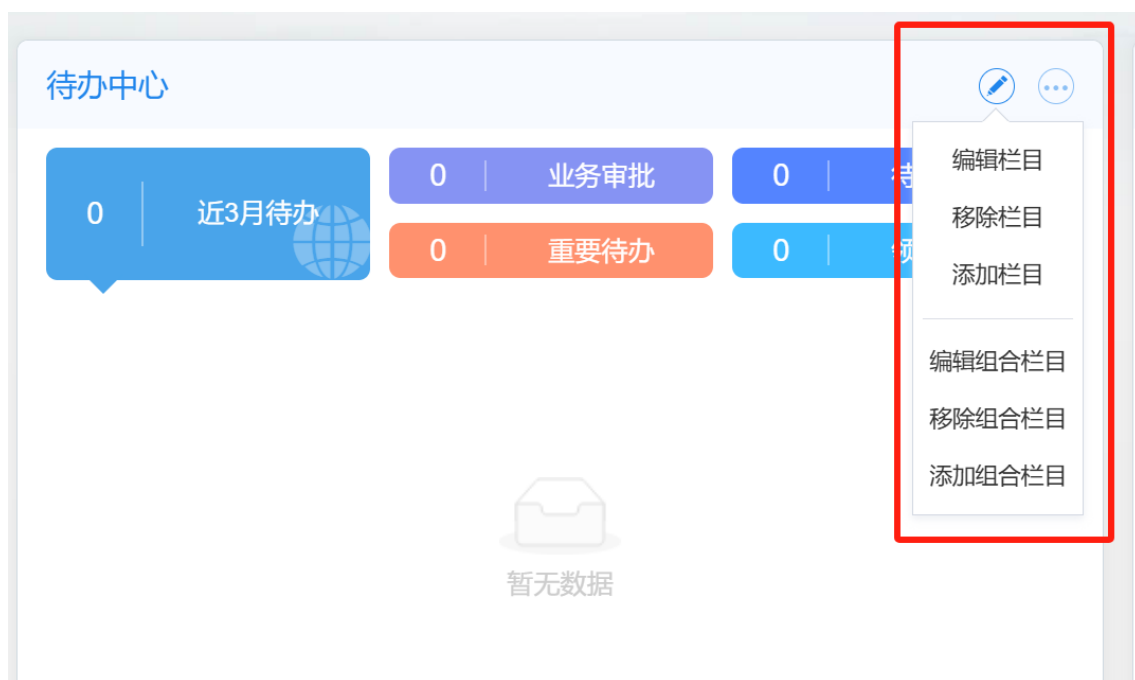 待办中心
0 近3月待办
0 业务审批
0
0 重要待办
0
编辑栏目
移除栏目
添加栏目
编辑组合栏目
移除组合栏目
添加组合栏目
暂无数据